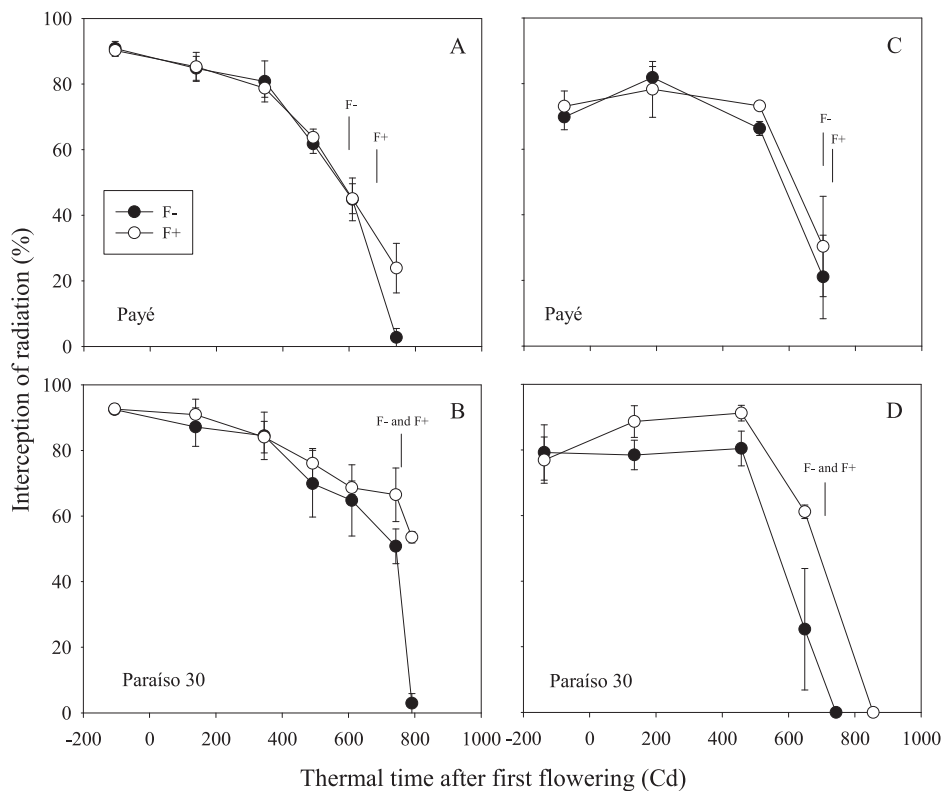 Interception of radiation (%)
100
80
60
40
20
0
A
F-
F+
F-
F+
Payé
C
F-
F+
Payé
100
80
60
40
20
0
B
F- and F+
Paraíso 30
D
F- and F+
Paraíso 30
-200 0 200 400 600 800 1000
-200 0 200 400 600 800 1000
Thermal time after first flowering (Cd)